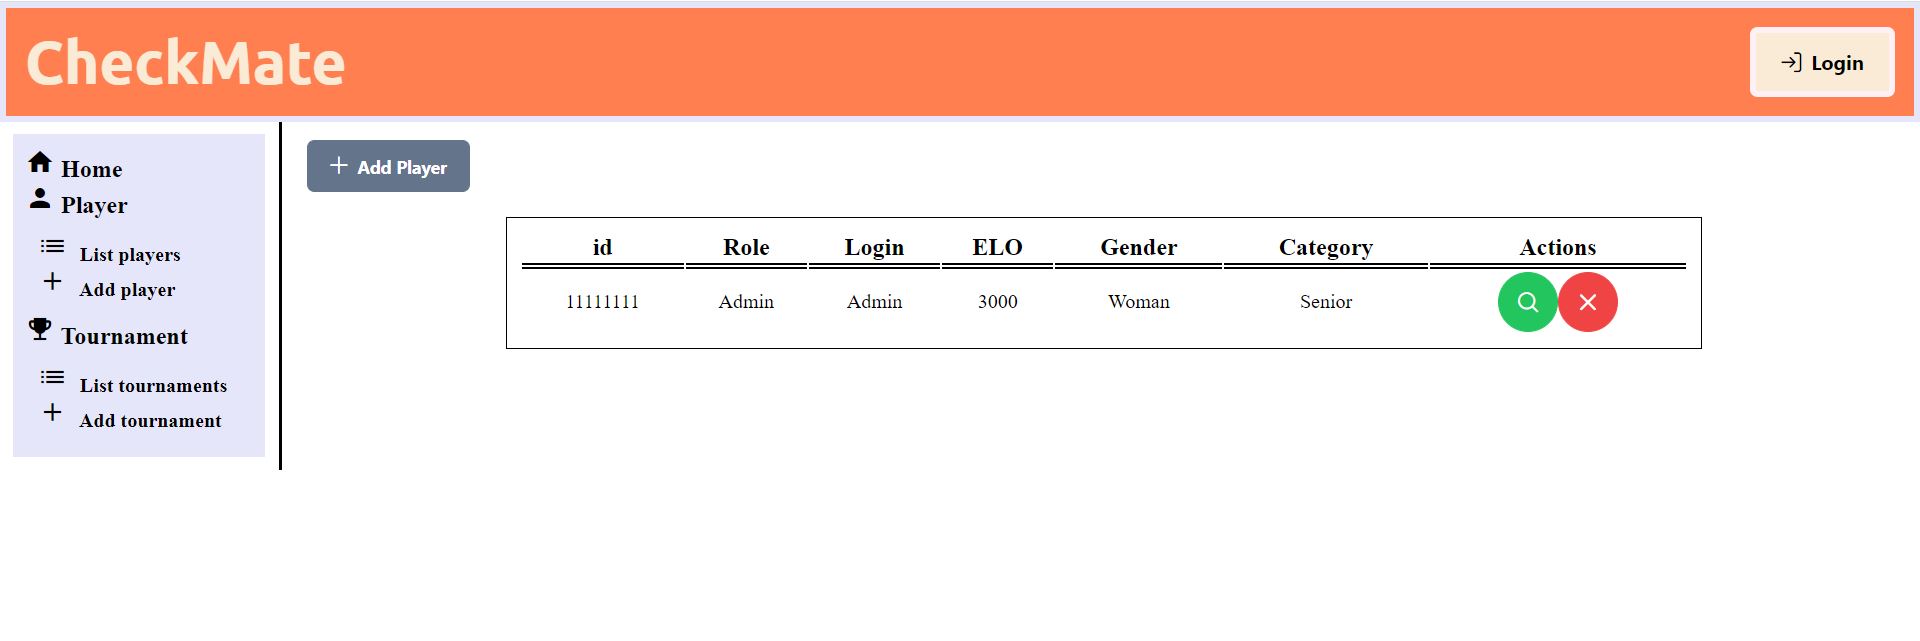 CheckMate
Login
Home
Player
List players
Add player
Tournament
List tournaments
Add tournament
Add Player
id Role Login ELO Gender Category Actions
11111111 Admin Admin 3000 Woman Senior